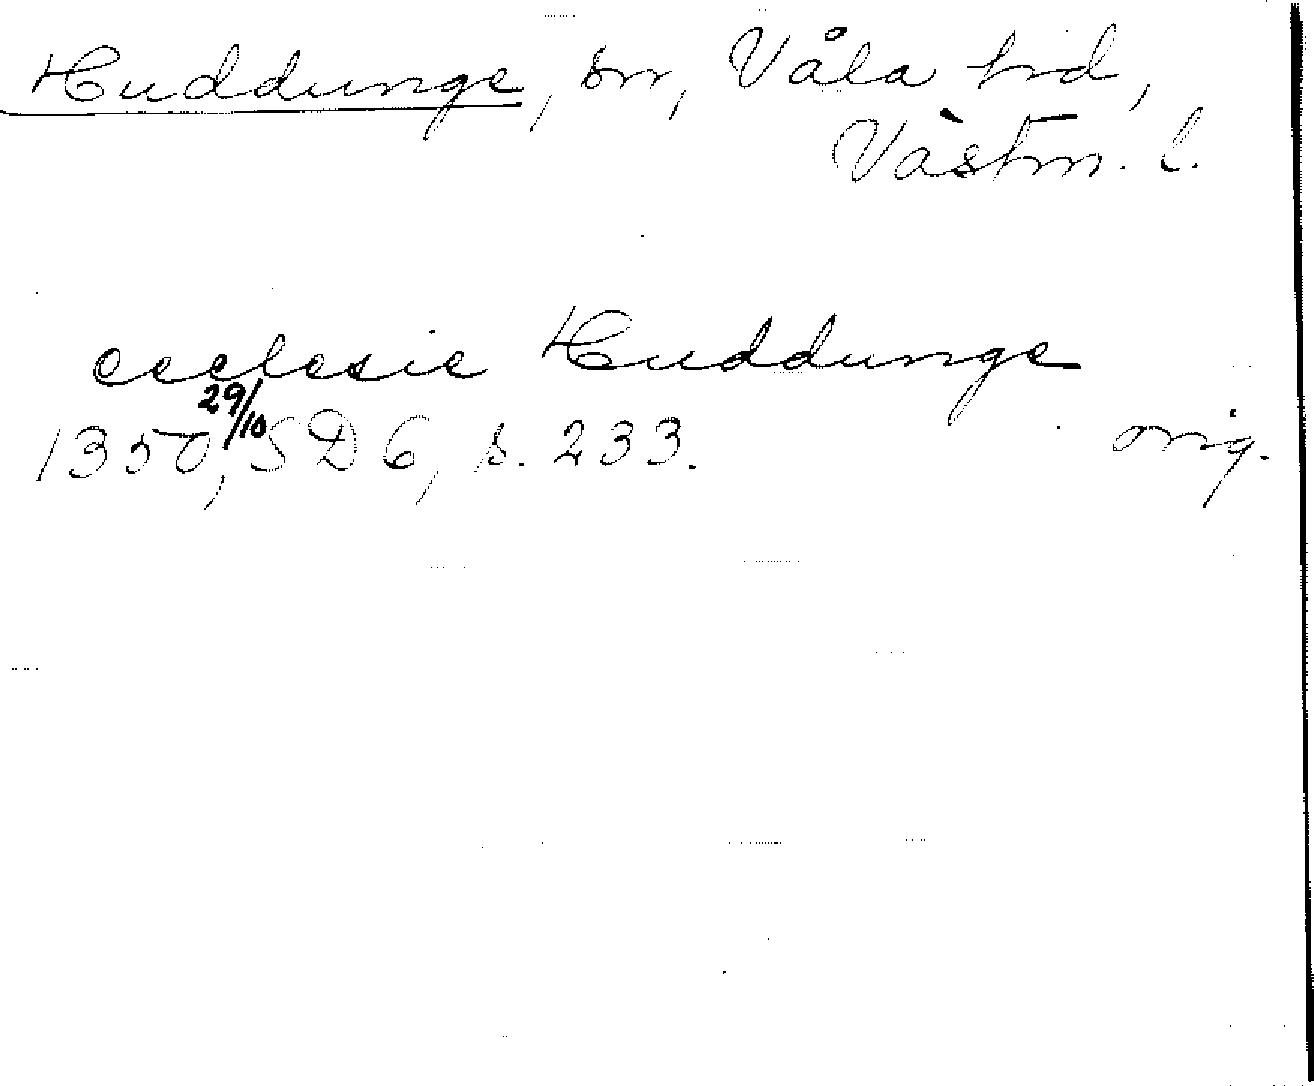 Huddunge, sn, Våla hd,
Västm. l.
ecclesie Huddunge
1350 29/10, SD 6, s. 233. orig.